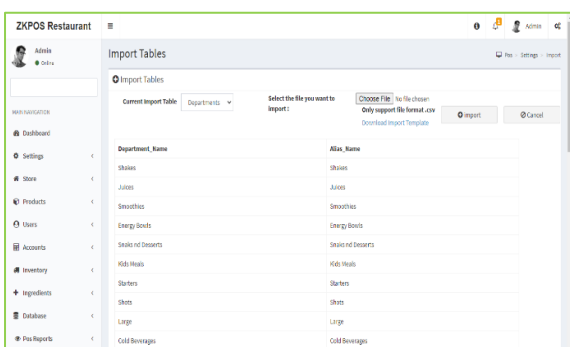 ZKPOS Restaurant
0
Admin
Admin
Online
Import Tables
Pos > Settings > Import
Import Tables
Current Import Table
Departments
Select the file you want to
import :
Choose File No file chosen
Only support file format .csv
Download Import Template
Import
Cancel
MAIN NAVIGATION
Dashboard
Settings
Store
Products
Users
Accounts
Inventory
Ingredients
Database
Pos Reports
Department_Name Alias_Name
Shakes Shakes
Juices Juices
Smoothies Smoothies
Energy Bowls Energy Bowls
Snaks nd Desserts Snaks nd Desserts
Kids Meals Kids Meals
Starters Starters
Shots Shots
Large Large
Cold Beverages Cold Beverages